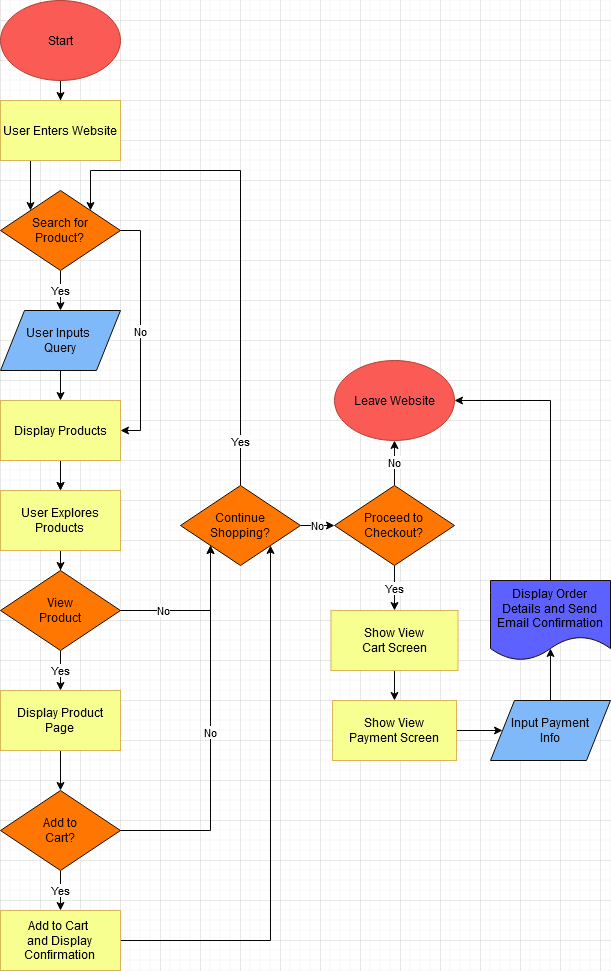 Start
User Enters Website
Search for
Product?
Yes
No
User Inputs
Query
Display Products
User Explores
Products
View
Product
No
Yes
Display Product
Page
Add to
Cart?
No
Yes
Add to Cart
and Display
Confirmation
Continue
Shopping?
Yes
No
Proceed to
Checkout?
No
Leave Website
Yes
Show View
Cart Screen
Show View
Payment Screen
Input Payment
Info
Display Order
Details and Send
Email Confirmation